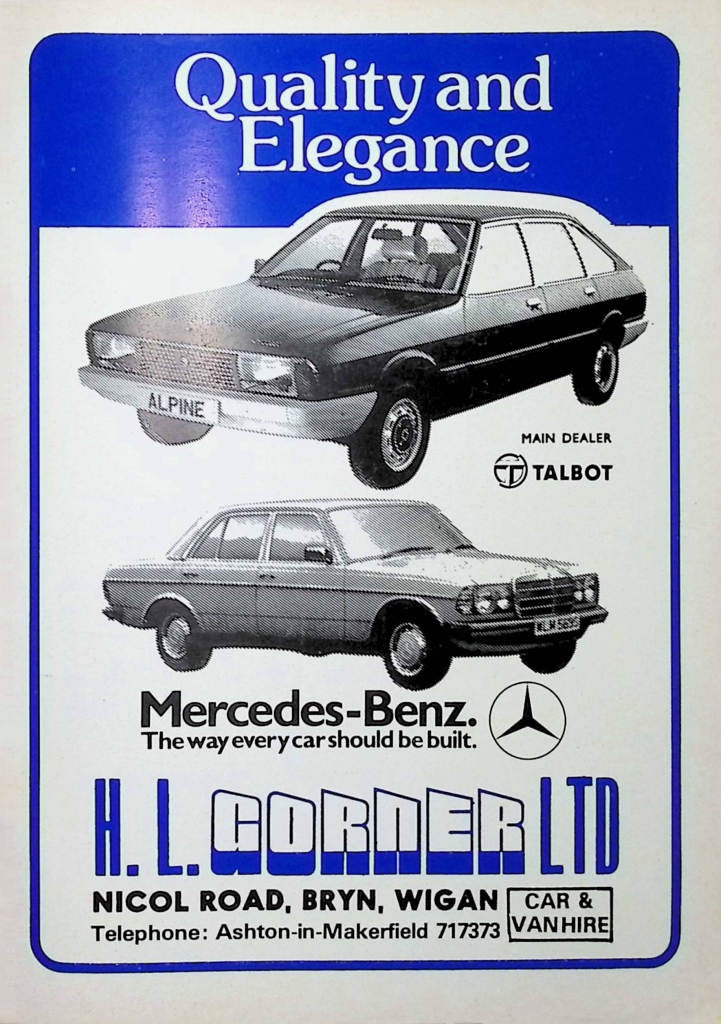 Quality and
Elegance
ALPINE
MAIN DEALER
TALBOT
Mercedes-Benz.
The way every car should be built.
H. L. GORNER LTD
NICOL ROAD, BRYN, WIGAN
CAR &
VAN HIRE
Telephone: Ashton-in-Makerfield 717373